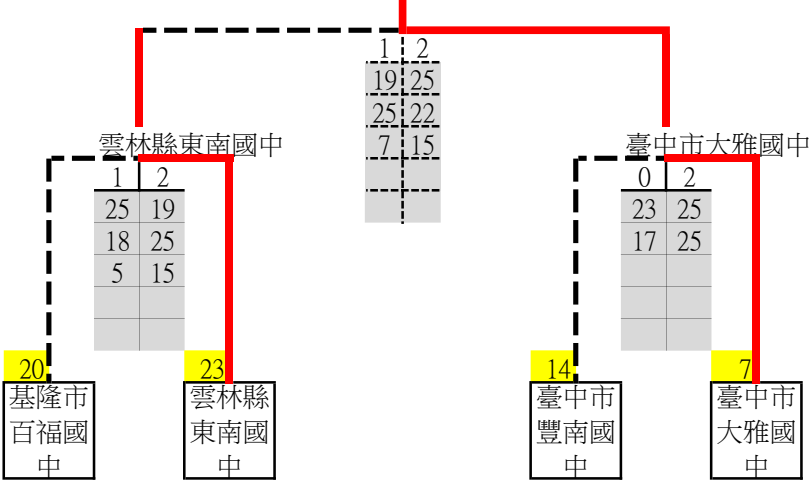 1 2
19 25
25 22
7 15
雲林縣東南國中
1 2
25 19
18 25
5 15
臺中市大雅國中
0 2
23 25
17 25
20
基隆市
百福國
中
23
雲林縣
東南國
中
14
臺中市
豐南國
中
7
臺中市
大雅國
中